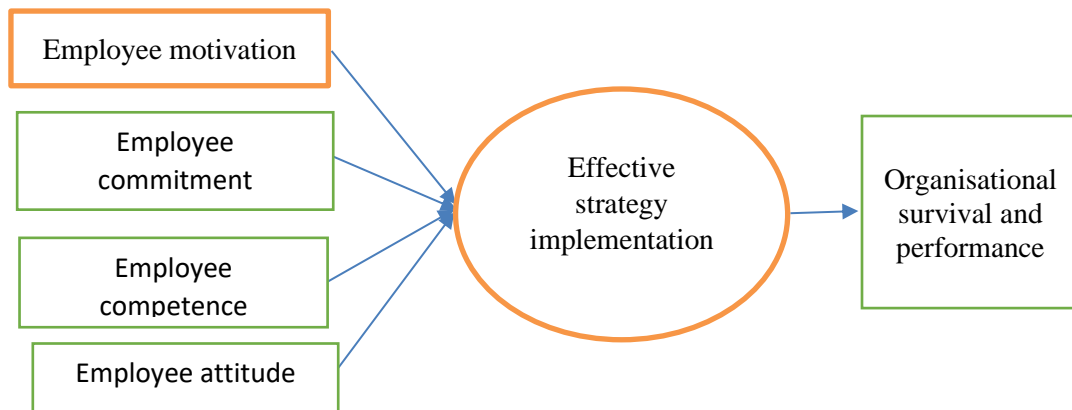 Employee motivation
Employee
commitment
Employee
competence
Employee attitude
Effective
strategy
implementation
Organisational
survival and
performance